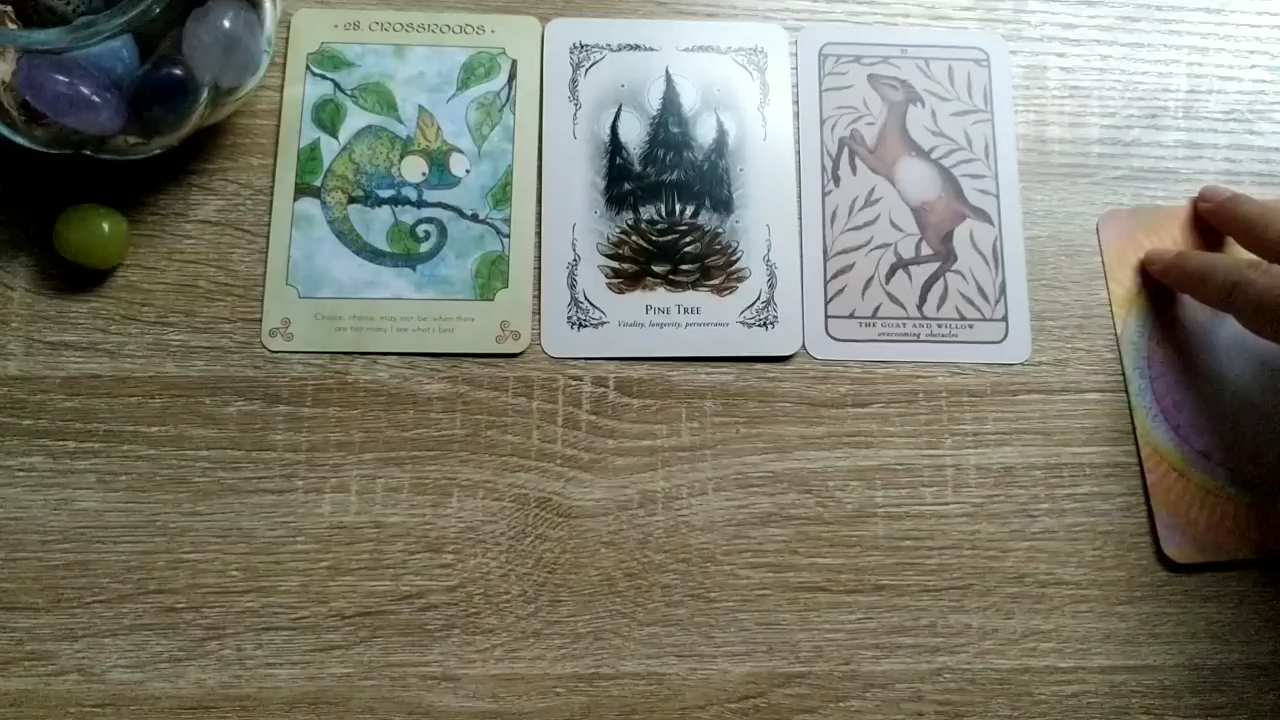 • 28. CROSSROADS •
Choice, choice, may not be; when there
are too many I see what's best
PINE TREE
Vitality, longevity, perseverance
THE GOAT AND WILLOW
overcoming obstacles